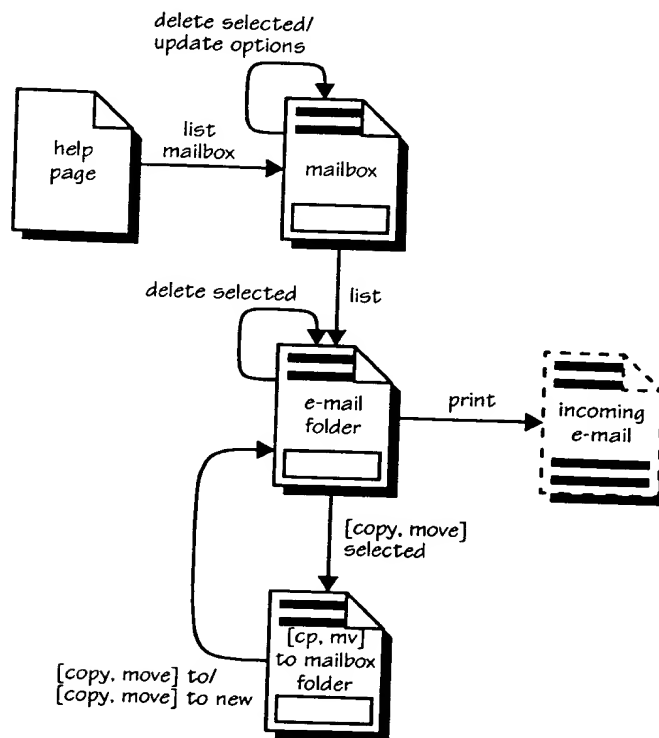 delete selected/
update options
help
page
list
mailbox
mailbox
delete selected
list
e-mail
folder
print
incoming
e-mail
[copy, move]
selected
[cp, mv]
to mailbox
folder
[copy, move] to/
[copy, move] to new